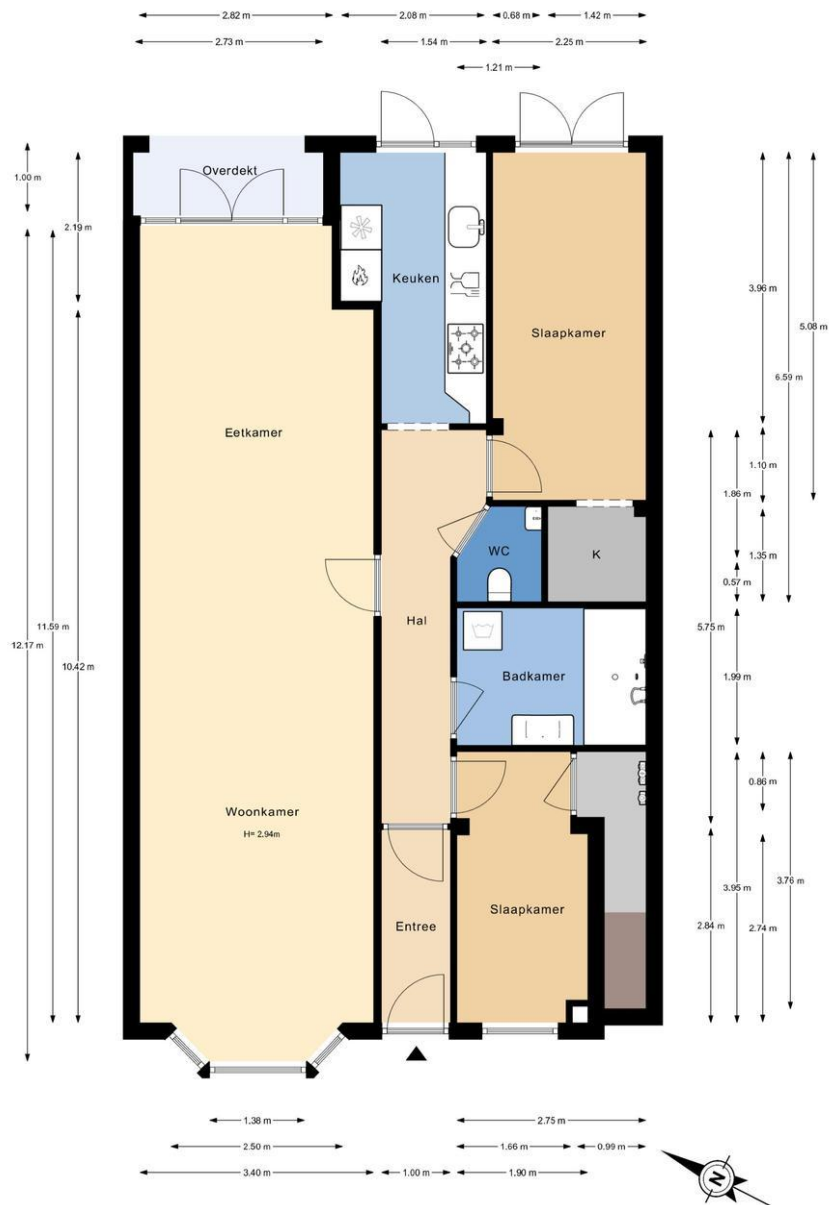 2.82 m
2.08 m
0.68 m
1.42 m
2.73 m
1.54 m
2.25 m
1.21 m
Overdekt
1.00 m
2.19 m
Keuken
Slaapkamer
3.96 m
5.08 m
6.59 m
Eetkamer
1.10 m
1.86 m
WC
K
1.35 m
0.57 m
11.59 m
12.17 m
10.42 m
Hal
5.75 m
Badkamer
1.99 m
0.86 m
Woonkamer
H= 2.94m
3.76 m
3.95 m
Slaapkamer
Entree
2.84 m
2.74 m
1.38 m
2.75 m
2.50 m
1.66 m
0.99 m
3.40 m
1.00 m
1.90 m
N